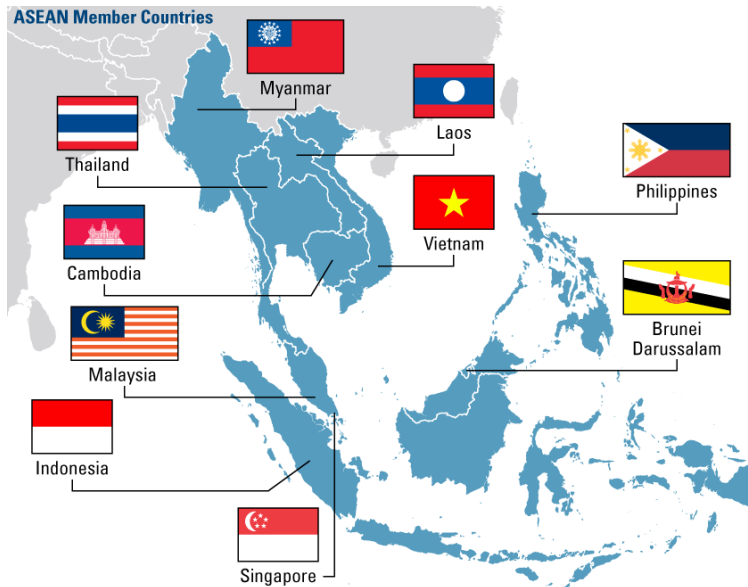 ASEAN Member Countries
Myanmar
Laos
Thailand
Philippines
Vietnam
Cambodia
Brunei
Darussalam
Malaysia
Indonesia
Singapore